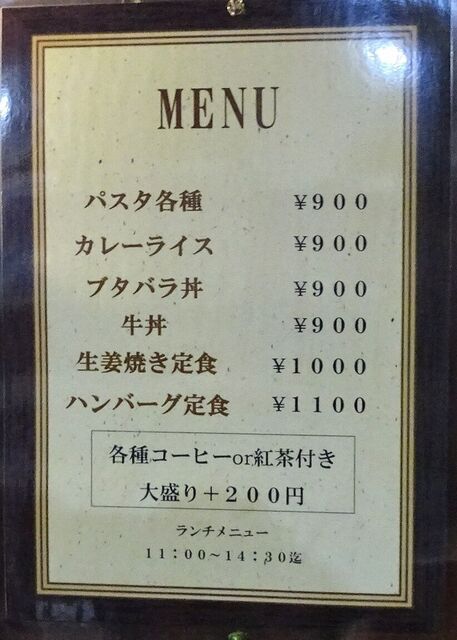 MENU
パスタ各種 ¥900
カレーライス ¥900
ブタバラ丼 ¥900
牛丼 ¥900
生姜焼き定食 ¥1000
ハンバーグ定食 ¥1100
各種コーヒーor紅茶付き
大盛り+200円
ランチメニュー
11:00~14:30迄